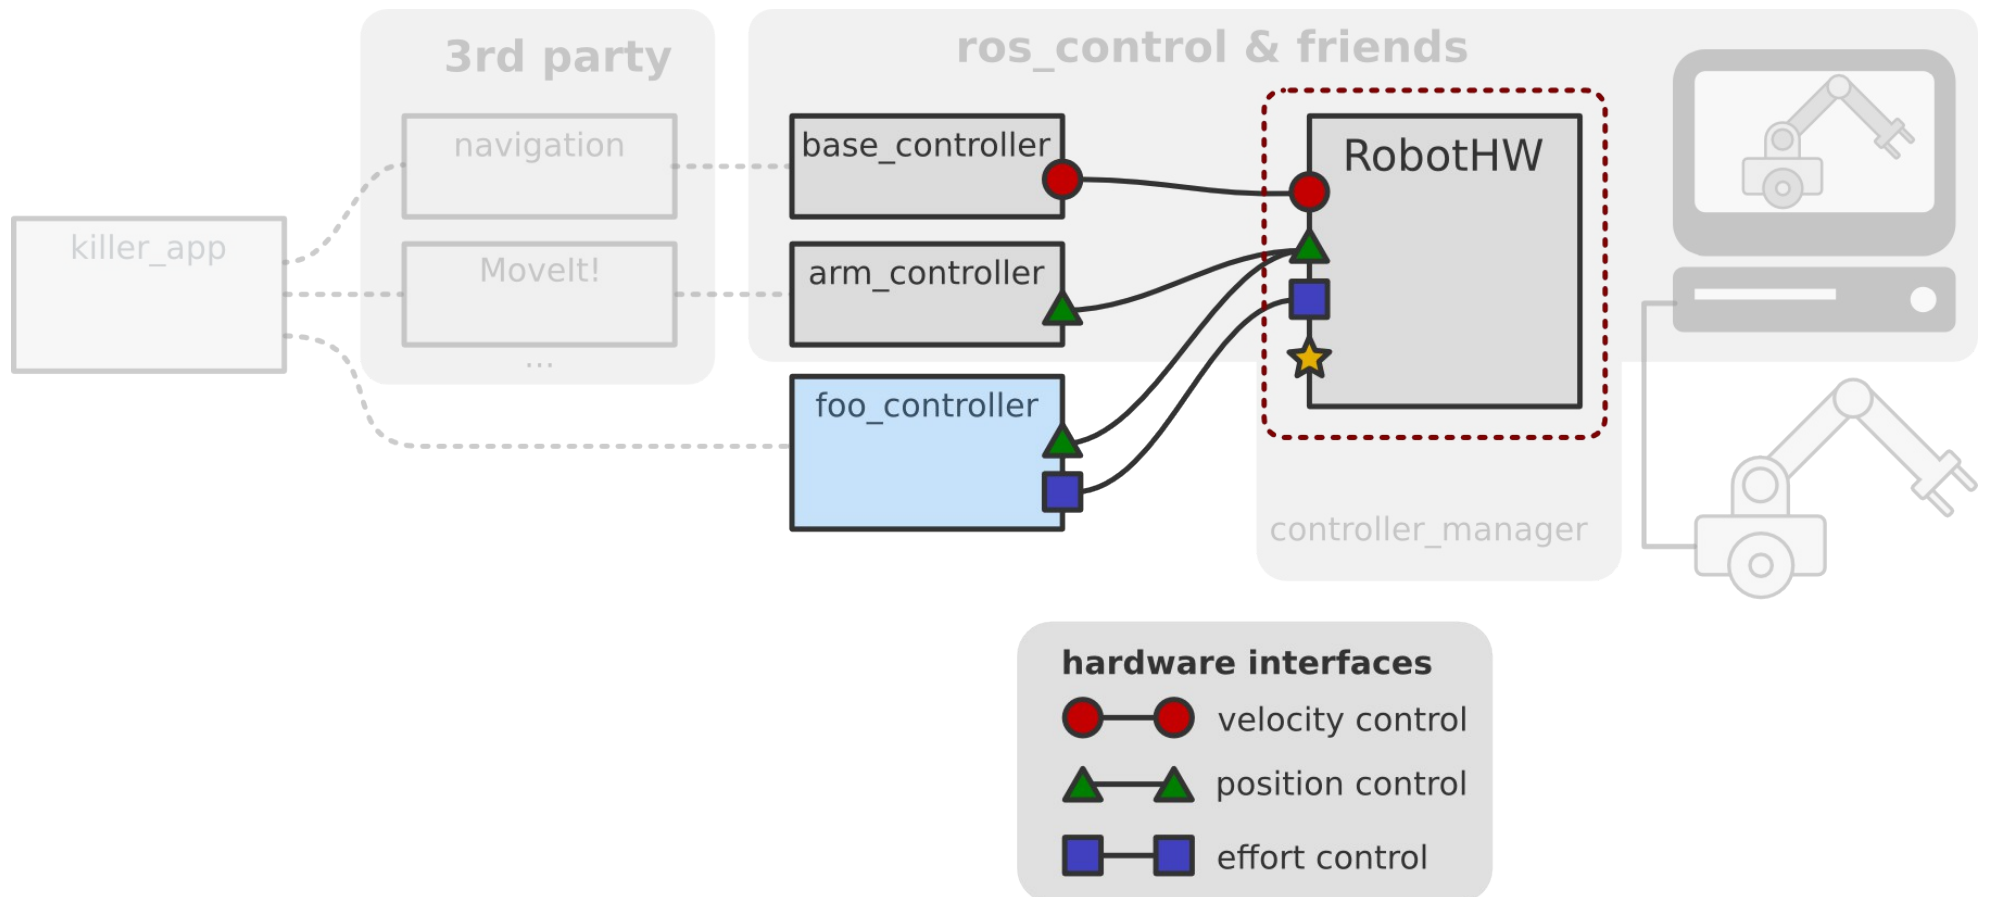 3rd party
ros_control & friends
navigation
base_controller
RobotHW
killer_app
MoveIt!
arm_controller
...
foo_controller
controller_manager
hardware interfaces
velocity control
position control
effort control